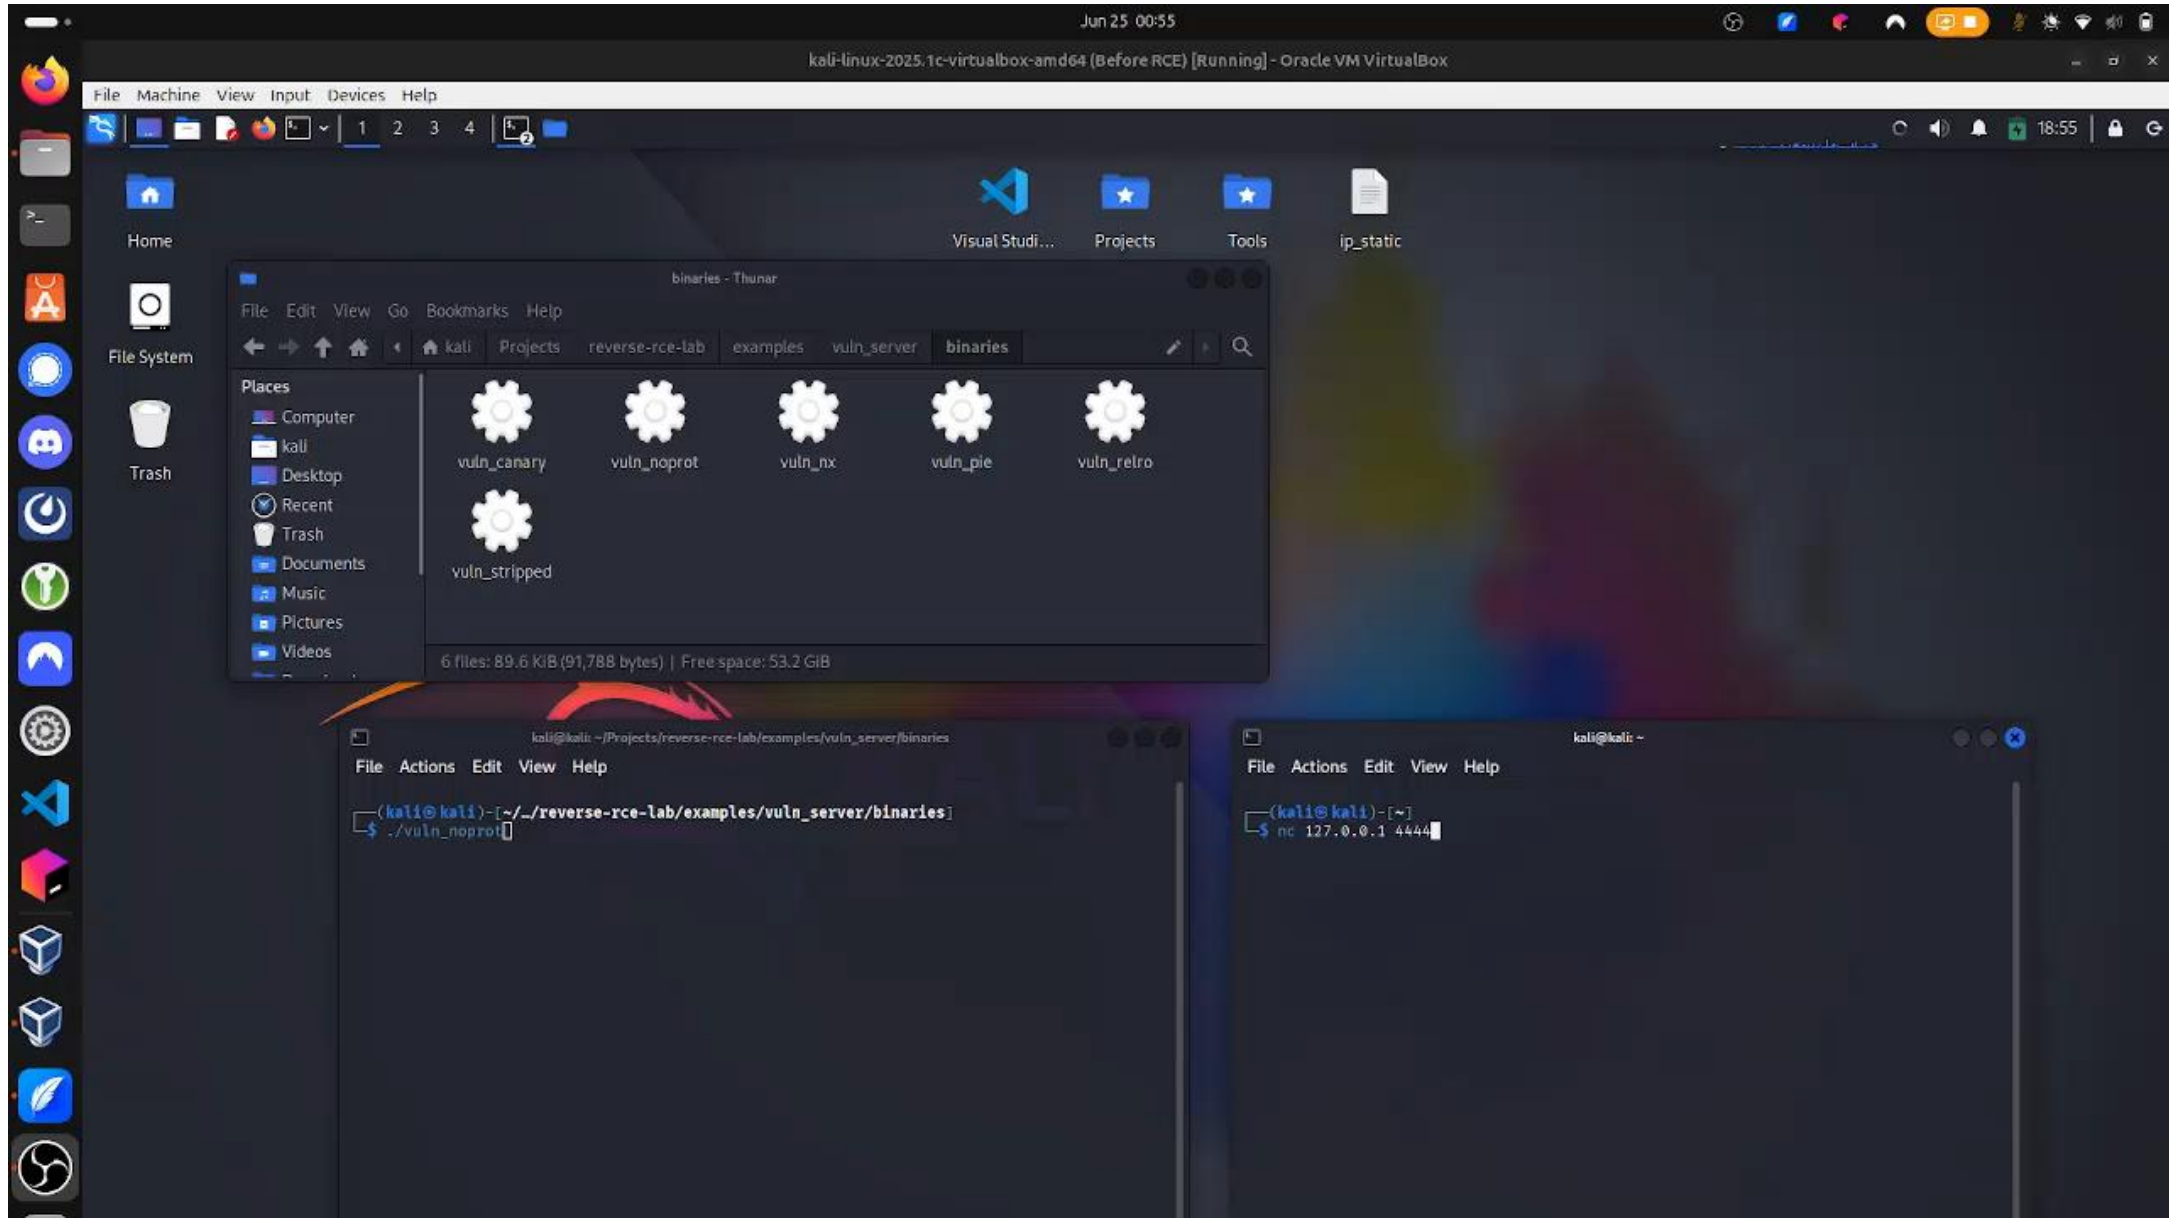 Jun 25 00:55
kali-linux-2025.1c-virtualbox-amd64 (Before RCE) [Running] - Oracle VM VirtualBox
File Machine View Input Devices Help
1 2 3 4 2 18:55
Home
File System
Trash
Visual Studi... Projects Tools ip_static
binaries - Thunar
File Edit View Go Bookmarks Help
kali Projects reverse-rce-lab examples vuln_server binaries
Places
Computer
kali
Desktop
Recent
Trash
Documents
Music
Pictures
Videos
vuln_canary vuln_noprot vuln_nx vuln_pie vuln_relro
vuln_stripped
6 files: 89.6 KiB (91,788 bytes) | Free space: 53.2 GiB
kali@kali: ~/Projects/reverse-rce-lab/examples/vuln_server/binaries
File Actions Edit View Help
┌──(kali㉿kali)-[~/…/reverse-rce-lab/examples/vuln_server/binaries]
└─$ ./vuln_noprot
kali@kali: ~
File Actions Edit View Help
┌──(kali㉿kali)-[~]
└─$ nc 127.0.0.1 4444